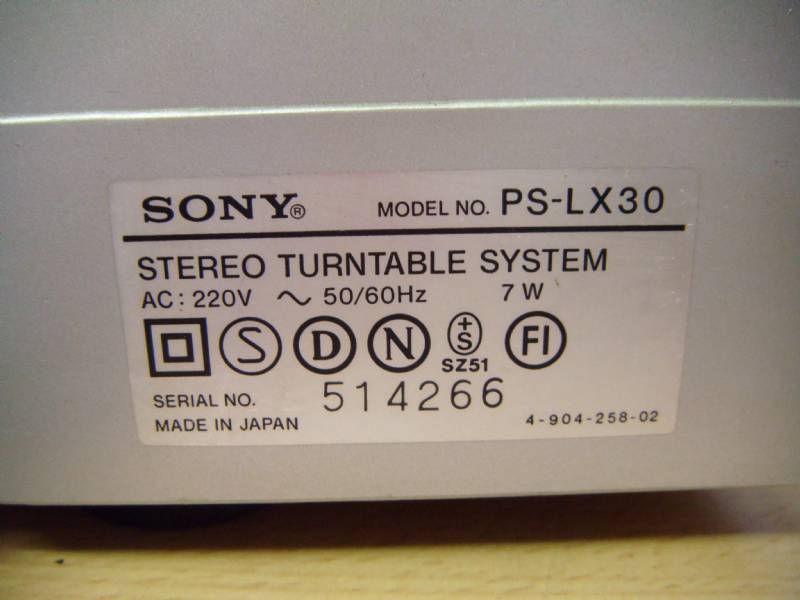 SONY® MODEL NO. PS-LX30
STEREO TURNTABLE SYSTEM
AC: 220V ~ 50/60Hz 7 W
S D N +S FI
SZ51
SERIAL NO. 514266
MADE IN JAPAN 4-904-258-02